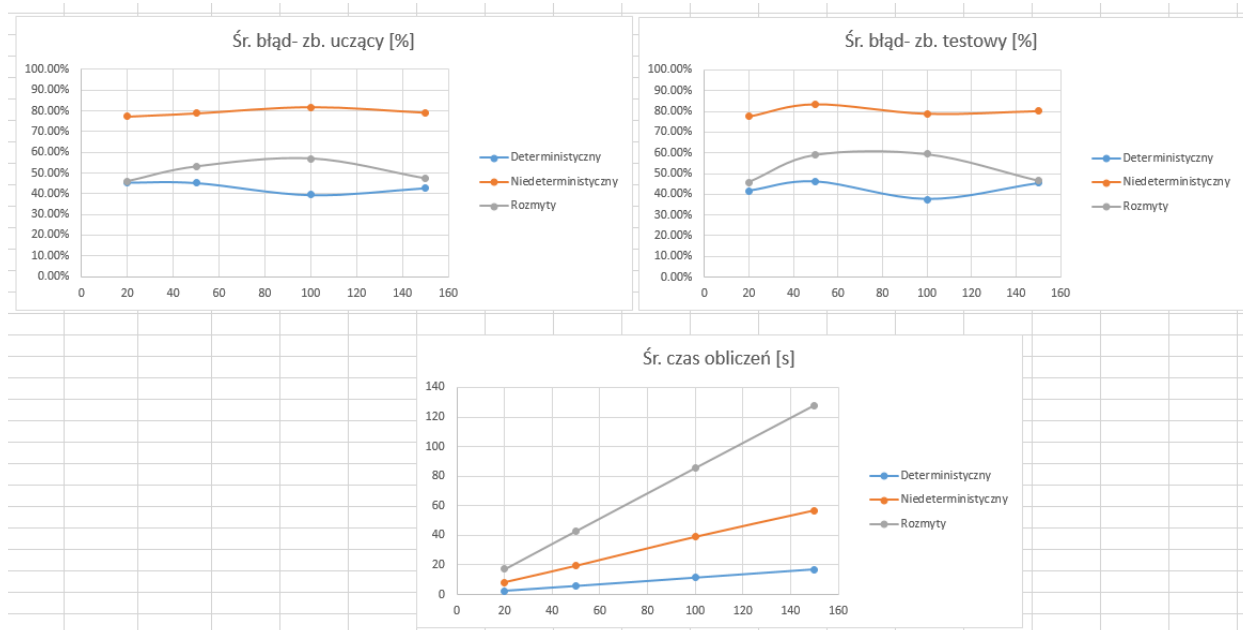 Śr. błąd- zb. uczący [%]
100.00%
90.00%
80.00%
70.00%
60.00%
50.00%
40.00%
30.00%
20.00%
10.00%
0.00%
0 20 40 60 80 100 120 140 160
Deterministyczny
Niedeterministyczny
Rozmyty
Śr. błąd- zb. testowy [%]
100.00%
90.00%
80.00%
70.00%
60.00%
50.00%
40.00%
30.00%
20.00%
10.00%
0.00%
0 20 40 60 80 100 120 140 160
Deterministyczny
Niedeterministyczny
Rozmyty
Śr. czas obliczeń [s]
140
120
100
80
60
40
20
0
0 20 40 60 80 100 120 140 160
Deterministyczny
Niedeterministyczny
Rozmyty